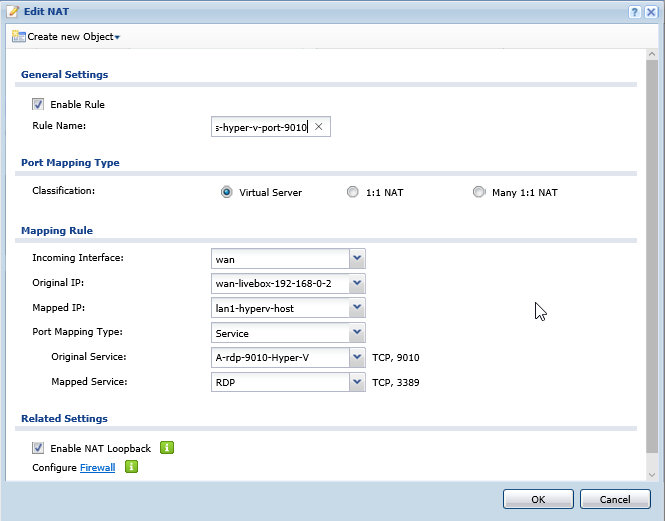 Edit NAT
Create new Object
General Settings
Enable Rule
Rule Name: s-hyper-v-port-9010
Port Mapping Type
Classification: Virtual Server 1:1 NAT Many 1:1 NAT
Mapping Rule
Incoming Interface: wan
Original IP: wan-livebox-192-168-0-2
Mapped IP: lan1-hyperv-host
Port Mapping Type: Service
Original Service: A-rdp-9010-Hyper-V TCP, 9010
Mapped Service: RDP TCP, 3389
Related Settings
Enable NAT Loopback
Configure Firewall
OK Cancel